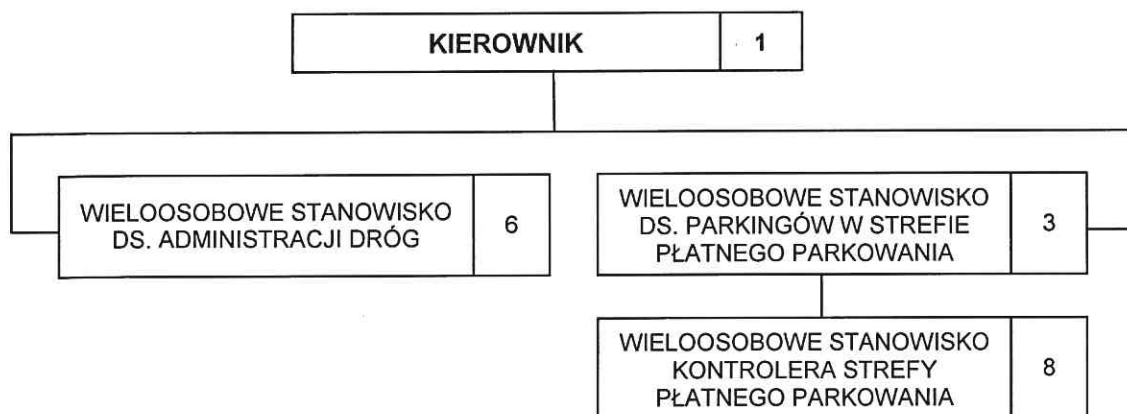 KIEROWNIK 1
WIELOOSOBOWE STANOWISKO
DS. ADMINISTRACJI DRÓG
6
WIELOOSOBOWE STANOWISKO
DS. PARKINGÓW W STREFIE
PŁATNEGO PARKOWANIA
3
WIELOOSOBOWE STANOWISKO
KONTROLERA STREFY
PŁATNEGO PARKOWANIA
8